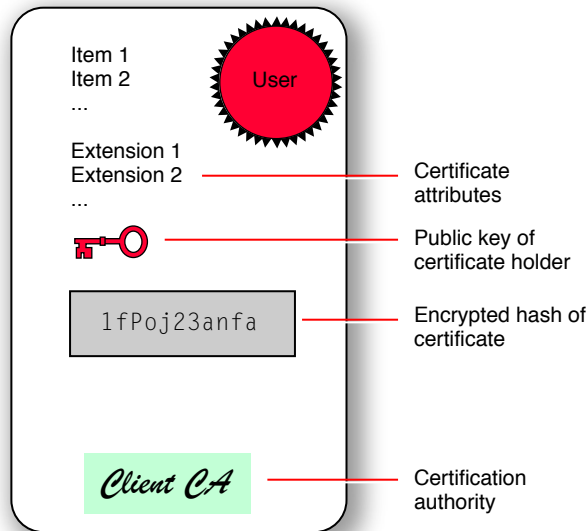 Item 1
Item 2
...
User
Extension 1
Extension 2
...
Certificate
attributes
Public key of
certificate holder
1fPoj23anfa
Encrypted hash of
certificate
Client CA
Certification
authority